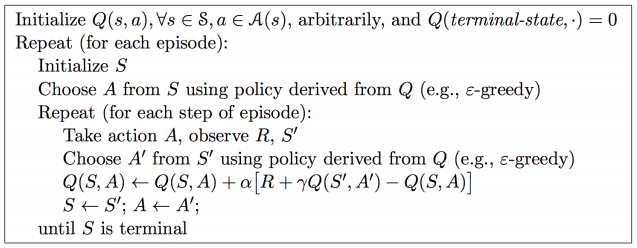 Initialize Q(s, a), ∀s ∈ 𝒮, a ∈ 𝒜(s), arbitrarily, and Q(terminal-state, ·) = 0
Repeat (for each episode):
Initialize S
Choose A from S using policy derived from Q (e.g., ε-greedy)
Repeat (for each step of episode):
Take action A, observe R, S′
Choose A′ from S′ using policy derived from Q (e.g., ε-greedy)
Q(S, A) ← Q(S, A) + α[R + γQ(S′, A′) − Q(S, A)]
S ← S′; A ← A′;
until S is terminal